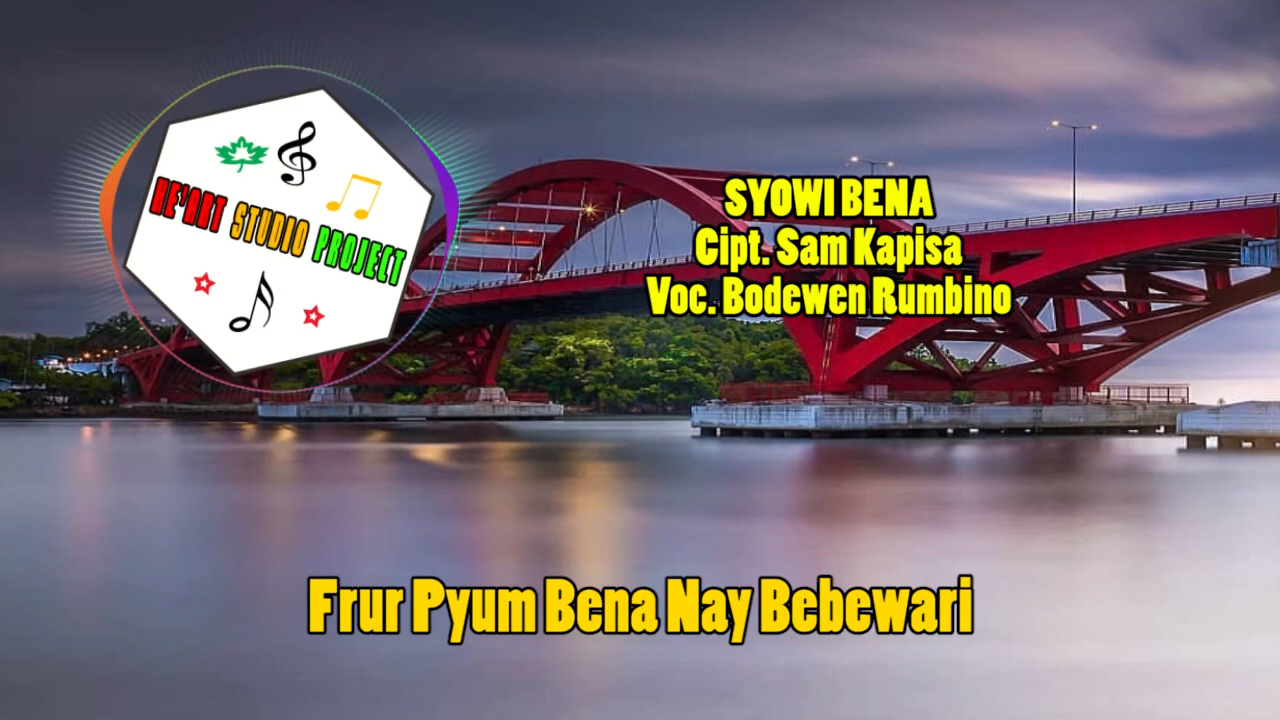 HE'ART STUDIO PROJECT
SYOWI BENA
Cipt. Sam Kapisa
Voc. Bodewen Rumbino
Frur Pyum Bena Nay Bebewari